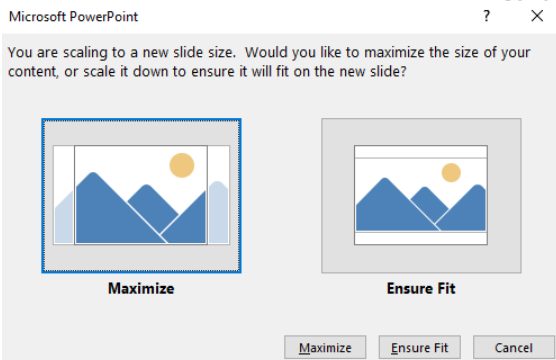 Microsoft PowerPoint ? X
You are scaling to a new slide size. Would you like to maximize the size of your
content, or scale it down to ensure it will fit on the new slide?
Maximize Ensure Fit
Maximize Ensure Fit Cancel